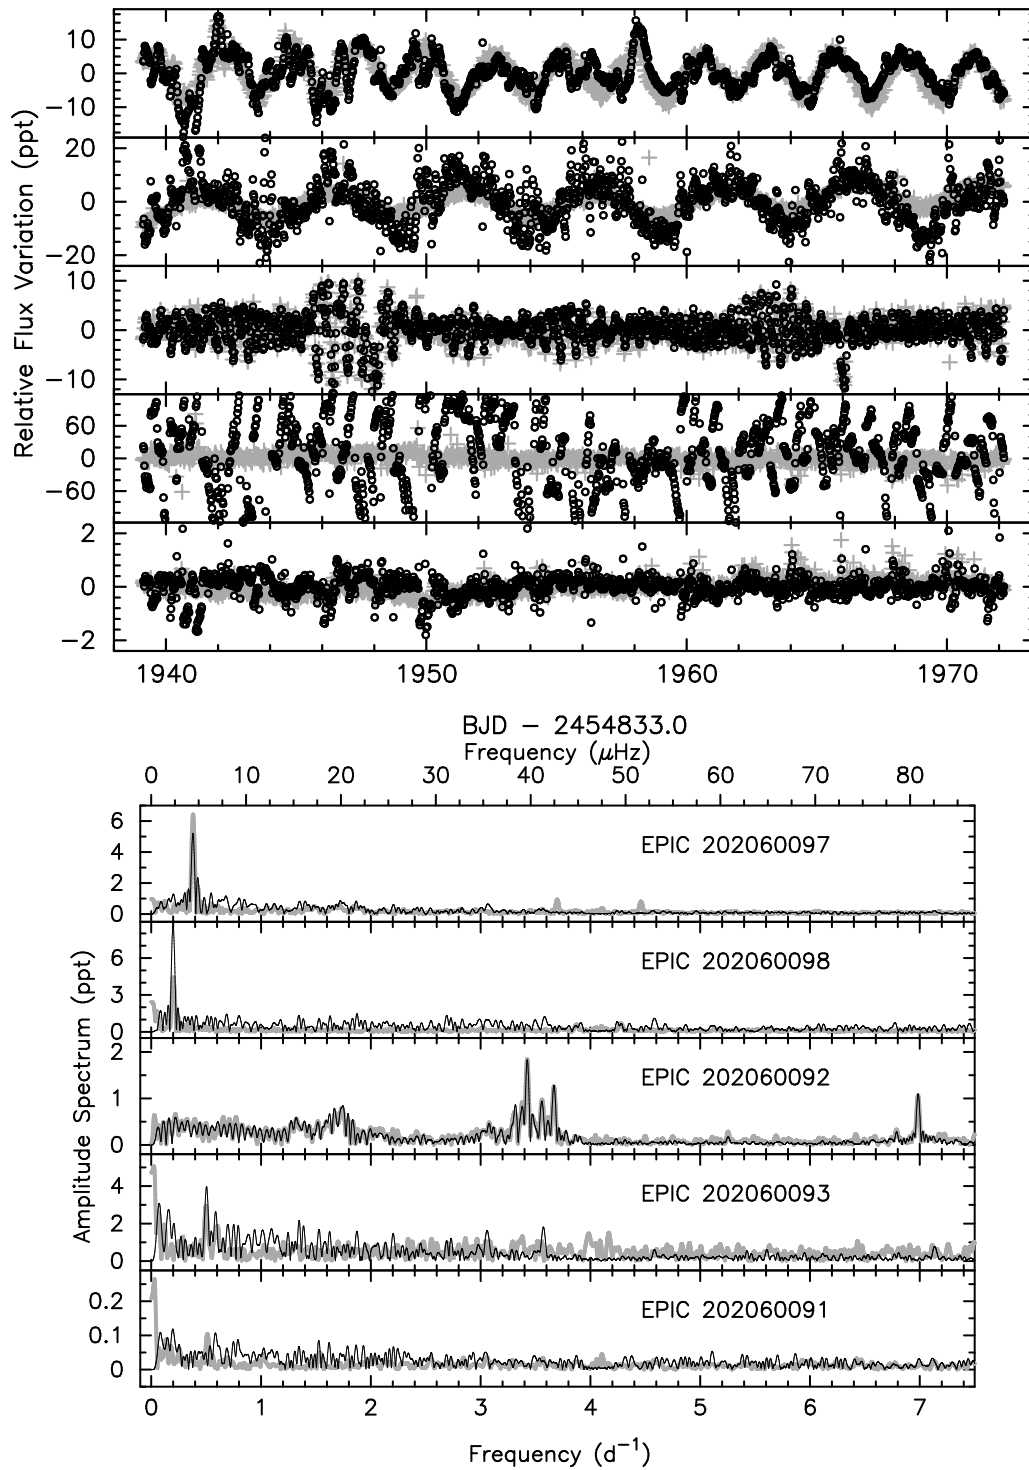 10
0
−10
20
0
−20
10
0
−10
60
0
−60
2
0
−2
Relative Flux Variation (ppt)
1940 1950 1960 1970
BJD − 2454833.0
Frequency (μHz)
0 10 20 30 40 50 60 70 80
6
4
2
0
EPIC 202060097
6
3
0
EPIC 202060098
2
1
0
EPIC 202060092
4
2
0
EPIC 202060093
0.2
0.1
0
EPIC 202060091
Amplitude Spectrum (ppt)
0 1 2 3 4 5 6 7
Frequency (d−1)